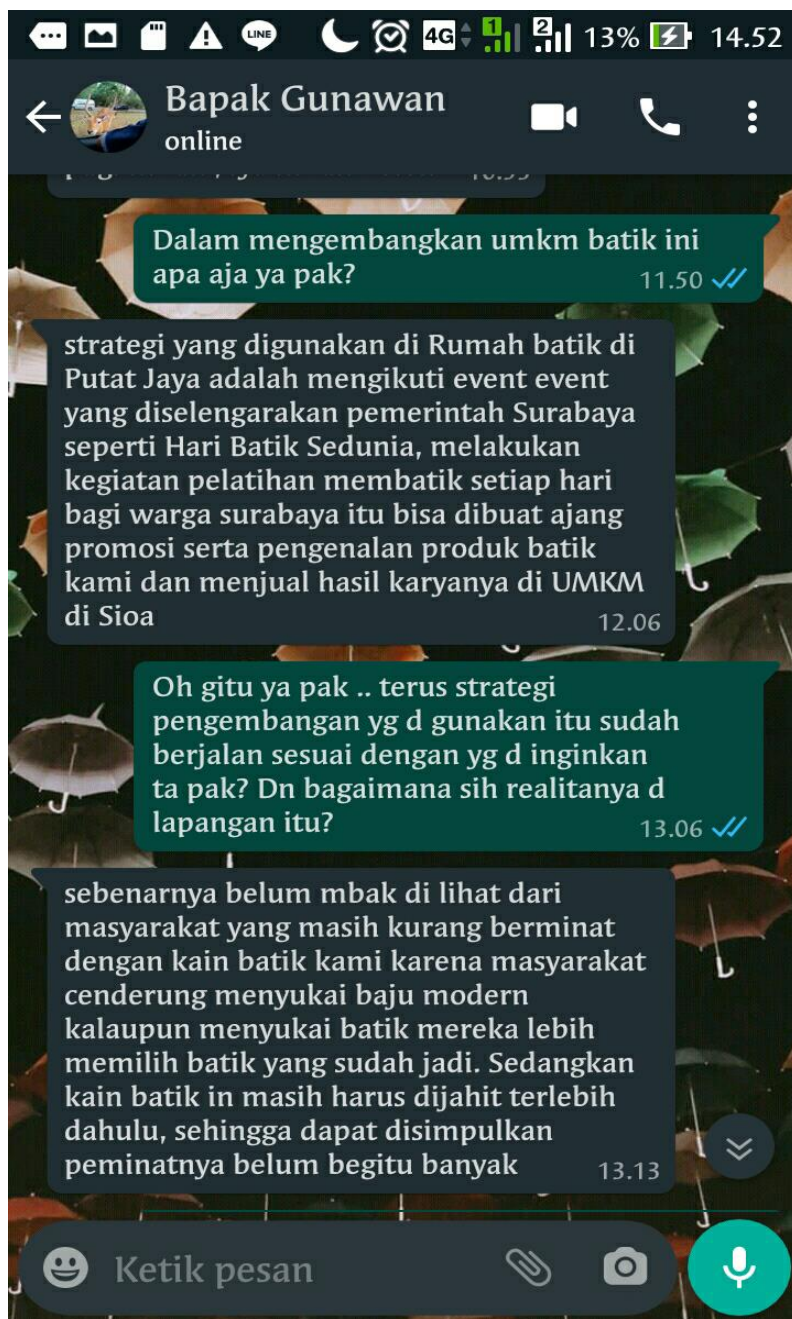 LINE
4G
1
2
13%
14.52
Bapak Gunawan
online
Dalam mengembangkan umkm batik ini
apa aja ya pak?
11.50
strategi yang digunakan di Rumah batik di
Putat Jaya adalah mengikuti event event
yang diselengarakan pemerintah Surabaya
seperti Hari Batik Sedunia, melakukan
kegiatan pelatihan membatik setiap hari
bagi warga surabaya itu bisa dibuat ajang
promosi serta pengenalan produk batik
kami dan menjual hasil karyanya di UMKM
di Sioa
12.06
Oh gitu ya pak .. terus strategi
pengembangan yg d gunakan itu sudah
berjalan sesuai dengan yg d inginkan
ta pak? Dn bagaimana sih realitanya d
lapangan itu?
13.06
sebenarnya belum mbak di lihat dari
masyarakat yang masih kurang berminat
dengan kain batik kami karena masyarakat
cenderung menyukai baju modern
kalaupun menyukai batik mereka lebih
memilih batik yang sudah jadi. Sedangkan
kain batik in masih harus dijahit terlebih
dahulu, sehingga dapat disimpulkan
peminatnya belum begitu banyak
13.13
Ketik pesan